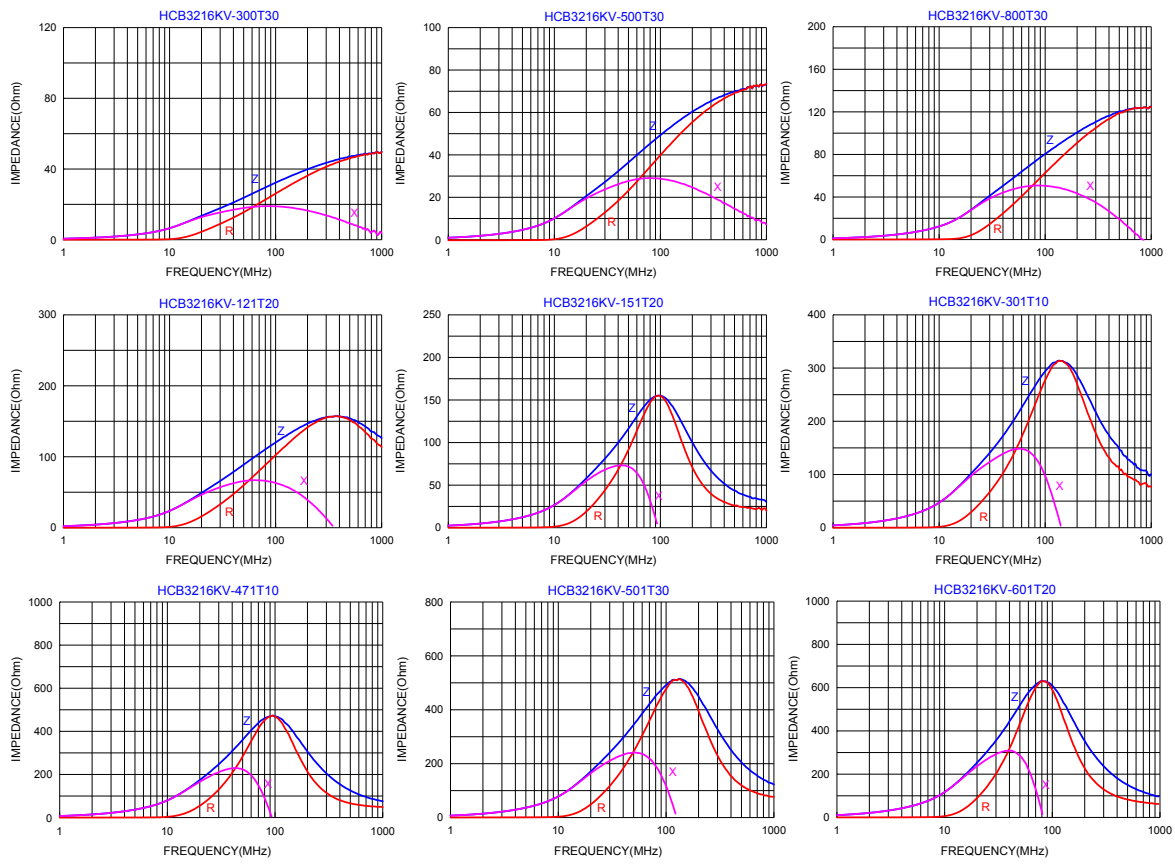 HCB3216KV-300T30
IMPEDANCE(Ohm)
120
80
40
0
Z
R
X
1
10
100
1000
FREQUENCY(MHz)
HCB3216KV-500T30
IMPEDANCE(Ohm)
100
80
60
40
20
0
Z
R
X
1
10
100
1000
FREQUENCY(MHz)
HCB3216KV-800T30
IMPEDANCE(Ohm)
200
160
120
80
40
0
Z
R
X
1
10
100
1000
FREQUENCY(MHz)
HCB3216KV-121T20
IMPEDANCE(Ohm)
300
200
100
0
Z
R
X
1
10
100
1000
FREQUENCY(MHz)
HCB3216KV-151T20
IMPEDANCE(Ohm)
250
200
150
100
50
0
Z
R
X
1
10
100
1000
FREQUENCY(MHz)
HCB3216KV-301T10
IMPEDANCE(Ohm)
400
300
200
100
0
Z
R
X
1
10
100
1000
FREQUENCY(MHz)
HCB3216KV-471T10
IMPEDANCE(Ohm)
1000
800
600
400
200
0
Z
R
X
1
10
100
1000
FREQUENCY(MHz)
HCB3216KV-501T30
IMPEDANCE(Ohm)
800
600
400
200
0
Z
R
X
1
10
100
1000
FREQUENCY(MHz)
HCB3216KV-601T20
IMPEDANCE(Ohm)
1000
800
600
400
200
0
Z
R
X
1
10
100
1000
FREQUENCY(MHz)